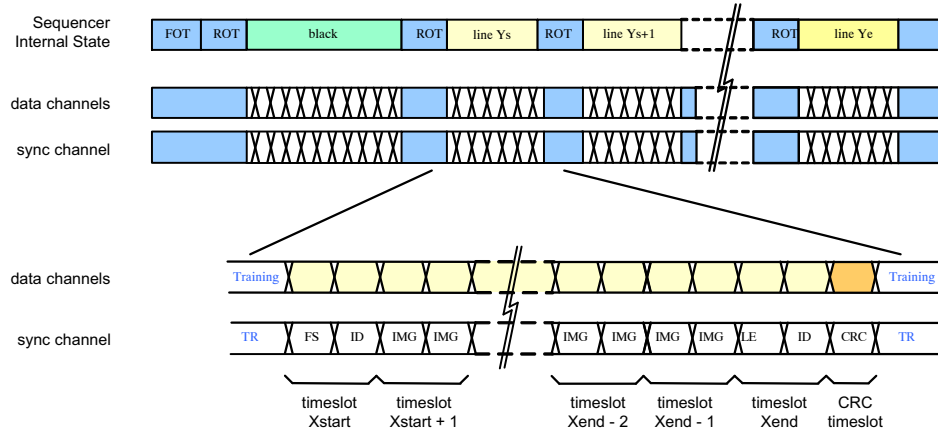 Sequencer
Internal State
FOT ROT black ROT line Ys ROT line Ys+1 ROT line Ye
data channels
sync channel
data channels
Training Training
sync channel
TR FS ID IMG IMG IMG IMG IMG IMG LE ID CRC TR
timeslot timeslot timeslot timeslot timeslot CRC
Xstart Xstart + 1 Xend - 2 Xend - 1 Xend timeslot